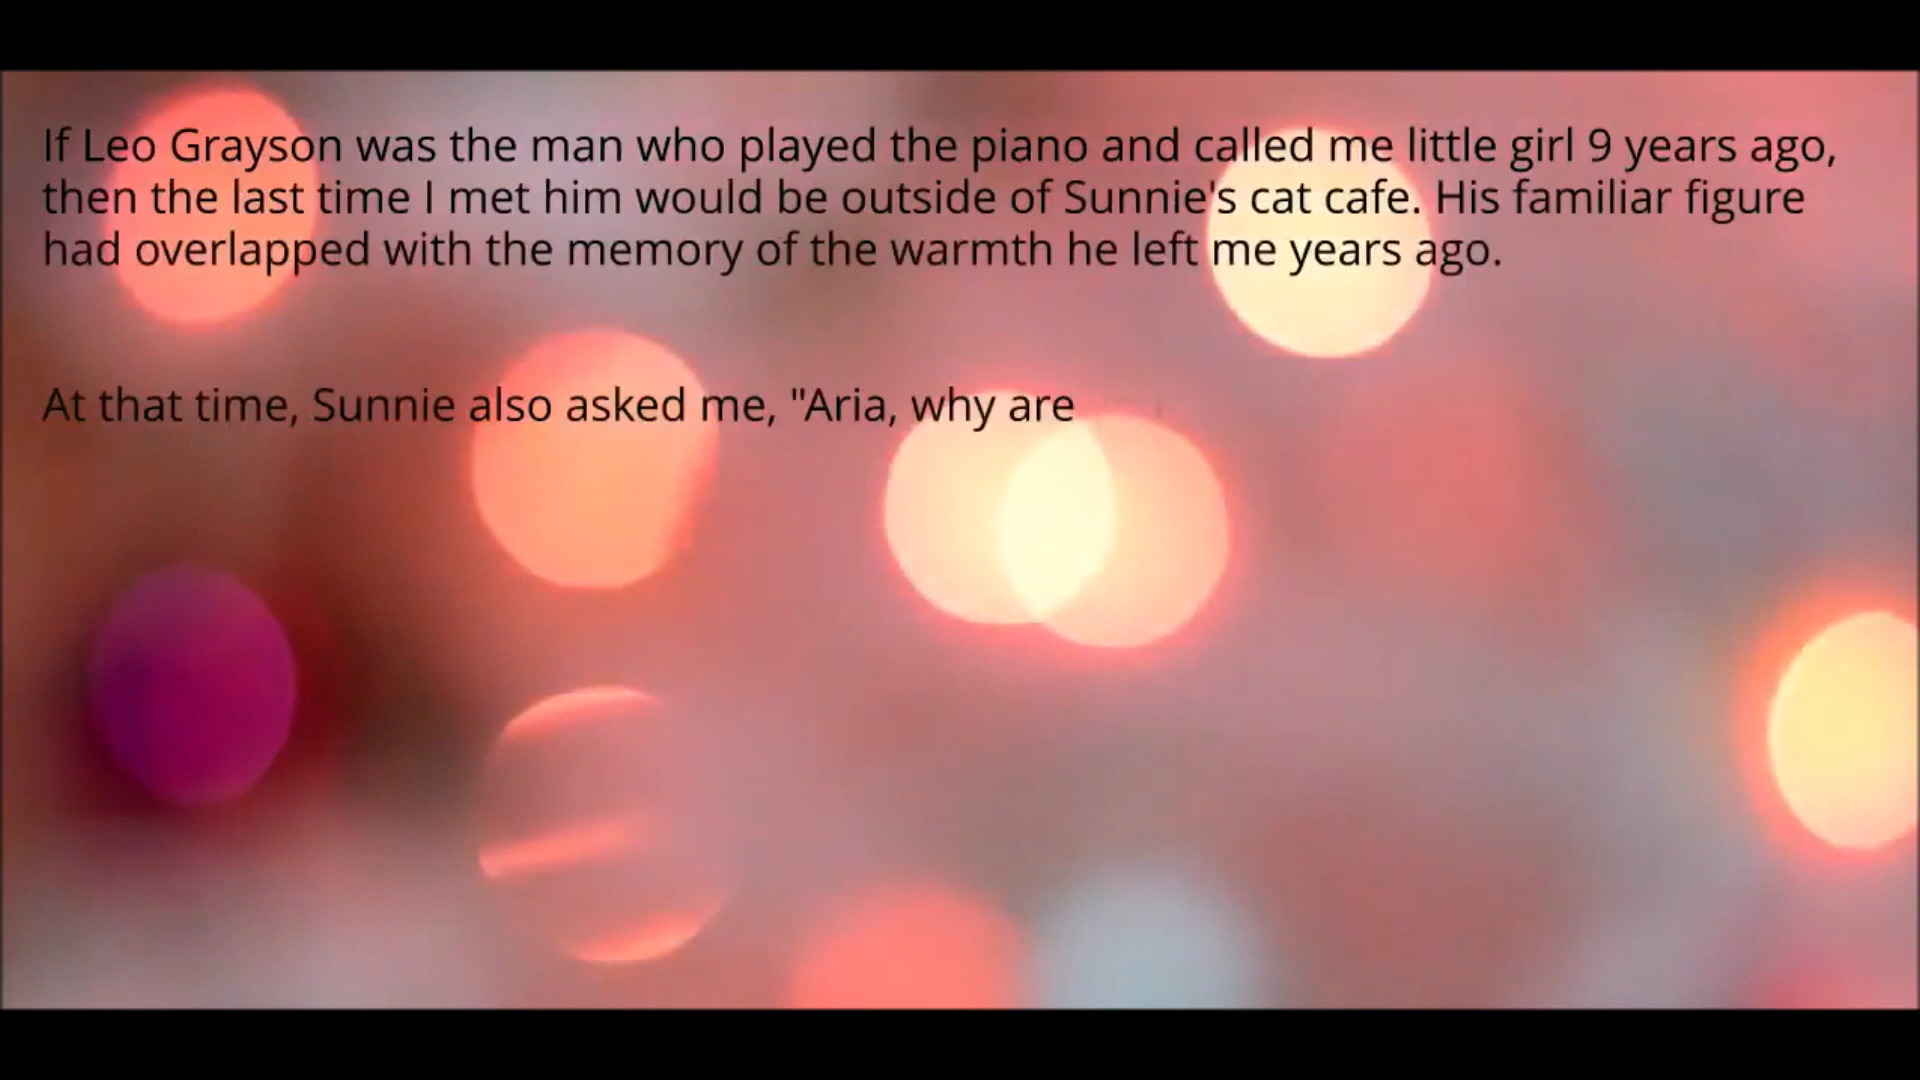 If Leo Grayson was the man who played the piano and called me little girl 9 years ago,
then the last time I met him would be outside of Sunnie's cat cafe. His familiar figure
had overlapped with the memory of the warmth he left me years ago.
At that time, Sunnie also asked me, "Aria, why are